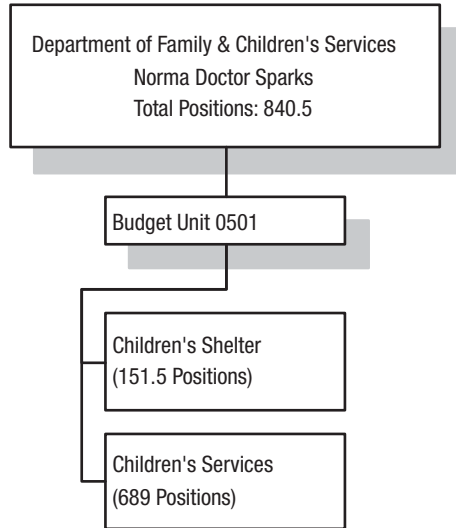 Department of Family & Children's Services
Norma Doctor Sparks
Total Positions: 840.5
Budget Unit 0501
Children's Shelter
(151.5 Positions)
Children's Services
(689 Positions)